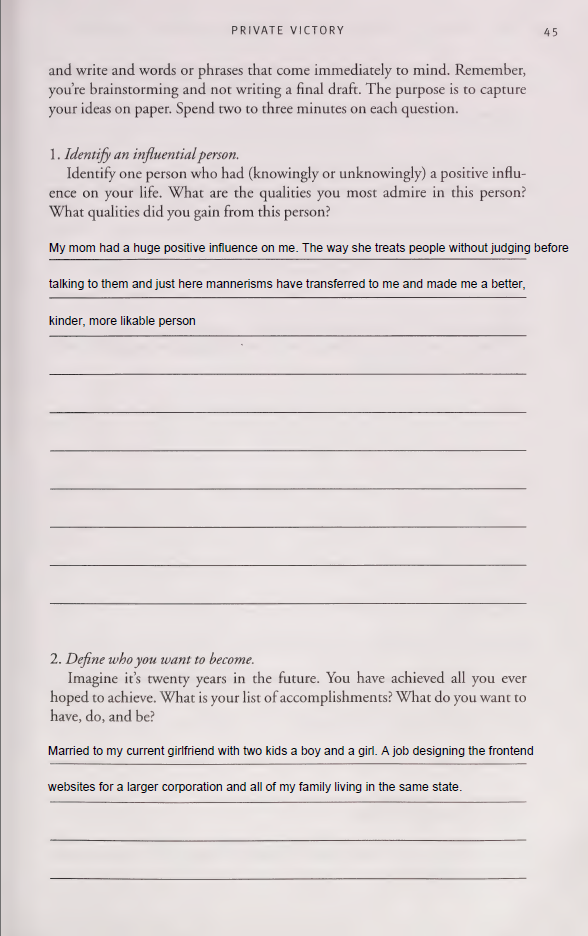 PRIVATE VICTORY 45
and write and words or phrases that come immediately to mind. Remember,
you're brainstorming and not writing a final draft. The purpose is to capture
your ideas on paper. Spend two to three minutes on each question.
1. Identify an influential person.
Identify one person who had (knowingly or unknowingly) a positive influ-
ence on your life. What are the qualities you most admire in this person?
What qualities did you gain from this person?
My mom had a huge positive influence on me. The way she treats people without judging before
talking to them and just here mannerisms have transferred to me and made me a better,
kinder, more likable person
2. Define who you want to become.
Imagine it's twenty years in the future. You have achieved all you ever
hoped to achieve. What is your list of accomplishments? What do you want to
have, do, and be?
Married to my current girlfriend with two kids a boy and a girl. A job designing the frontend
websites for a larger corporation and all of my family living in the same state.